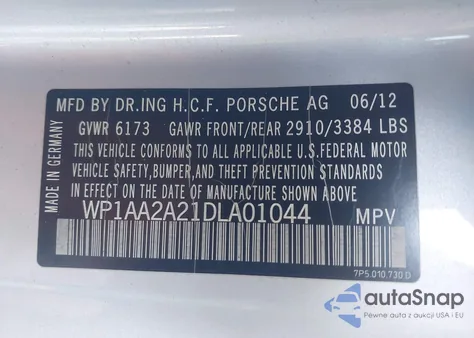 MFD BY DR.ING H.C.F. PORSCHE AG 06/12
GVWR 6173 GAWR FRONT/REAR 2910/3384 LBS
THIS VEHICLE CONFORMS TO ALL APPLICABLE U.S.FEDERAL MOTOR
VEHICLE SAFETY,BUMPER,AND THEFT PREVENTION STANDARDS
IN EFFECT ON THE DATE OF MANUFACTURE SHOWN ABOVE
WP1AA2A21DLA01044 MPV
MADE IN GERMANY
7P5.010.730 D
autoSnap
Pewne auta z USA i EU